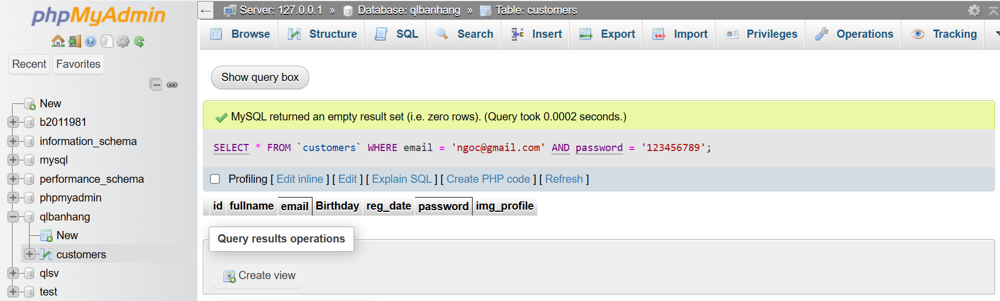 phpMyAdmin
Recent Favorites
New
b2011981
information_schema
mysql
performance_schema
phpmyadmin
qlbanhang
New
customers
qlsv
test
Server: 127.0.0.1 » Database: qlbanhang » Table: customers
Browse Structure SQL Search Insert Export Import Privileges Operations Tracking
Show query box
MySQL returned an empty result set (i.e. zero rows). (Query took 0.0002 seconds.)
SELECT * FROM `customers` WHERE email = 'ngoc@gmail.com' AND password = '123456789';
Profiling [ Edit inline ] [ Edit ] [ Explain SQL ] [ Create PHP code ] [ Refresh ]
id fullname email Birthday reg_date password img_profile
Query results operations
Create view